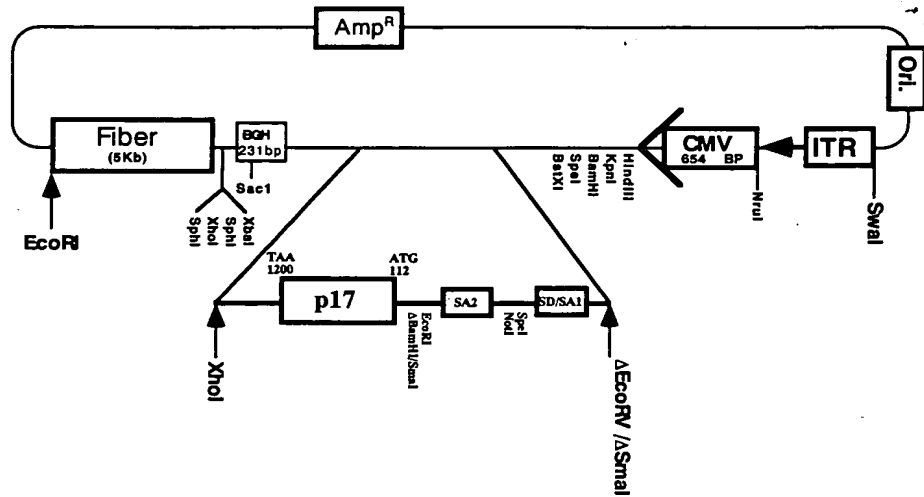 Amp^R
Ori.
Fiber
(5Kb)
BGH
231bp
CMV
654 BP
ITR
Sac1
SphI
XhoI
SphI
XbaI
BstXI
SpeI
BamHI
KpnI
HindIII
NruI
SwaI
EcoRI
TAA
1200
ATG
112
p17
SA2
SD/SA1
EcoRI
ΔBamHI/SmaI
SpeI
NotI
XhoI
ΔEcoRV /ΔSmaI